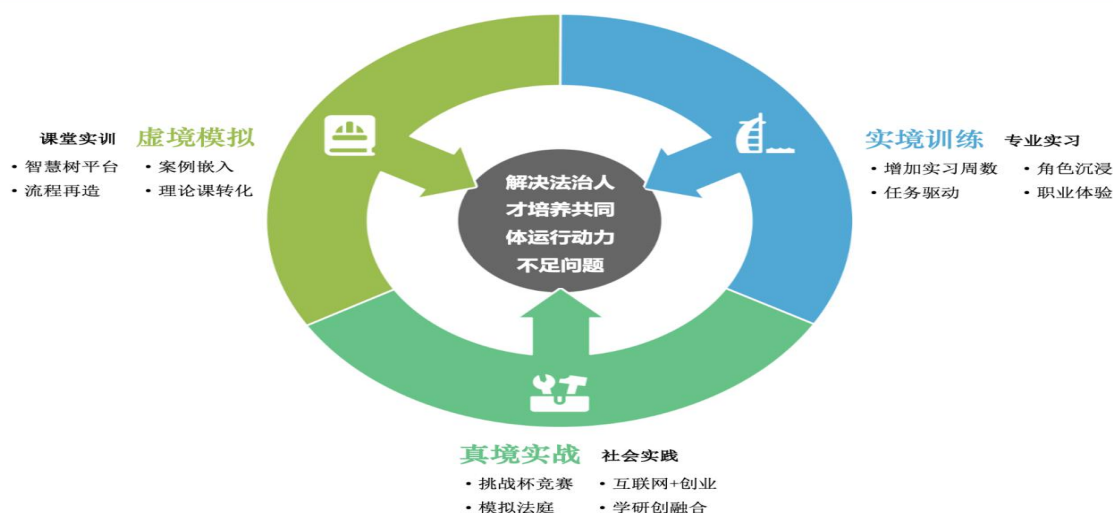 课堂实训 虚境模拟
• 智慧树平台 • 案例嵌入
• 流程再造 • 理论课转化
解决法治人
才培养共同
体运行动力
不足问题
实境训练 专业实习
• 增加实习周数 • 角色沉浸
• 任务驱动 • 职业体验
真境实战 社会实践
• 挑战杯竞赛 • 互联网+创业
• 模拟法庭 • 学研创融合